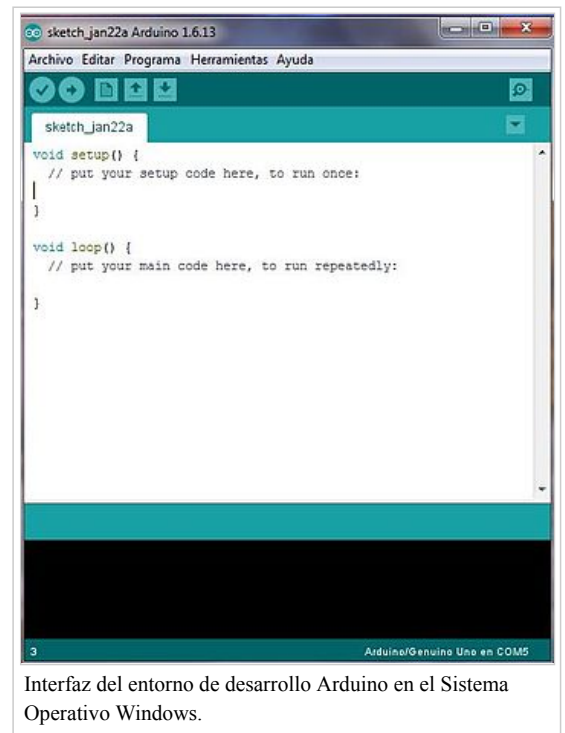 sketch_jan22a Arduino 1.6.13
Archivo Editar Programa Herramientas Ayuda
sketch_jan22a
void setup() {
  // put your setup code here, to run once:

}

void loop() {
  // put your main code here, to run repeatedly:

}
3
Arduino/Genuino Uno en COM5
Interfaz del entorno de desarrollo Arduino en el Sistema
Operativo Windows.